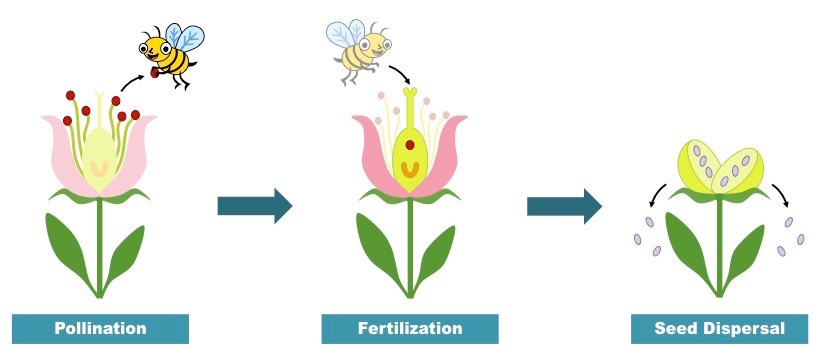 Pollination
Fertilization
Seed Dispersal